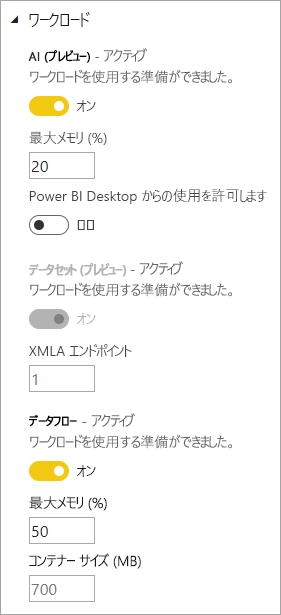 ワークロード
AI (プレビュー) - アクティブ
ワークロードを使用する準備ができました。
オン
最大メモリ (%)
20
Power BI Desktop からの使用を許可します
データセット (プレビュー) - アクティブ
ワークロードを使用する準備ができました。
オン
XMLA エンドポイント
1
データフロー - アクティブ
ワークロードを使用する準備ができました。
オン
最大メモリ (%)
50
コンテナー サイズ (MB)
700